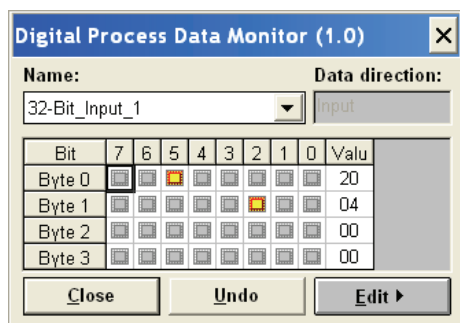 Digital Process Data Monitor (1.0)
Name: Data direction:
32-Bit_Input_1 Input
Bit 7 6 5 4 3 2 1 0 Valu
Byte 0 20
Byte 1 04
Byte 2 00
Byte 3 00
Close Undo Edit